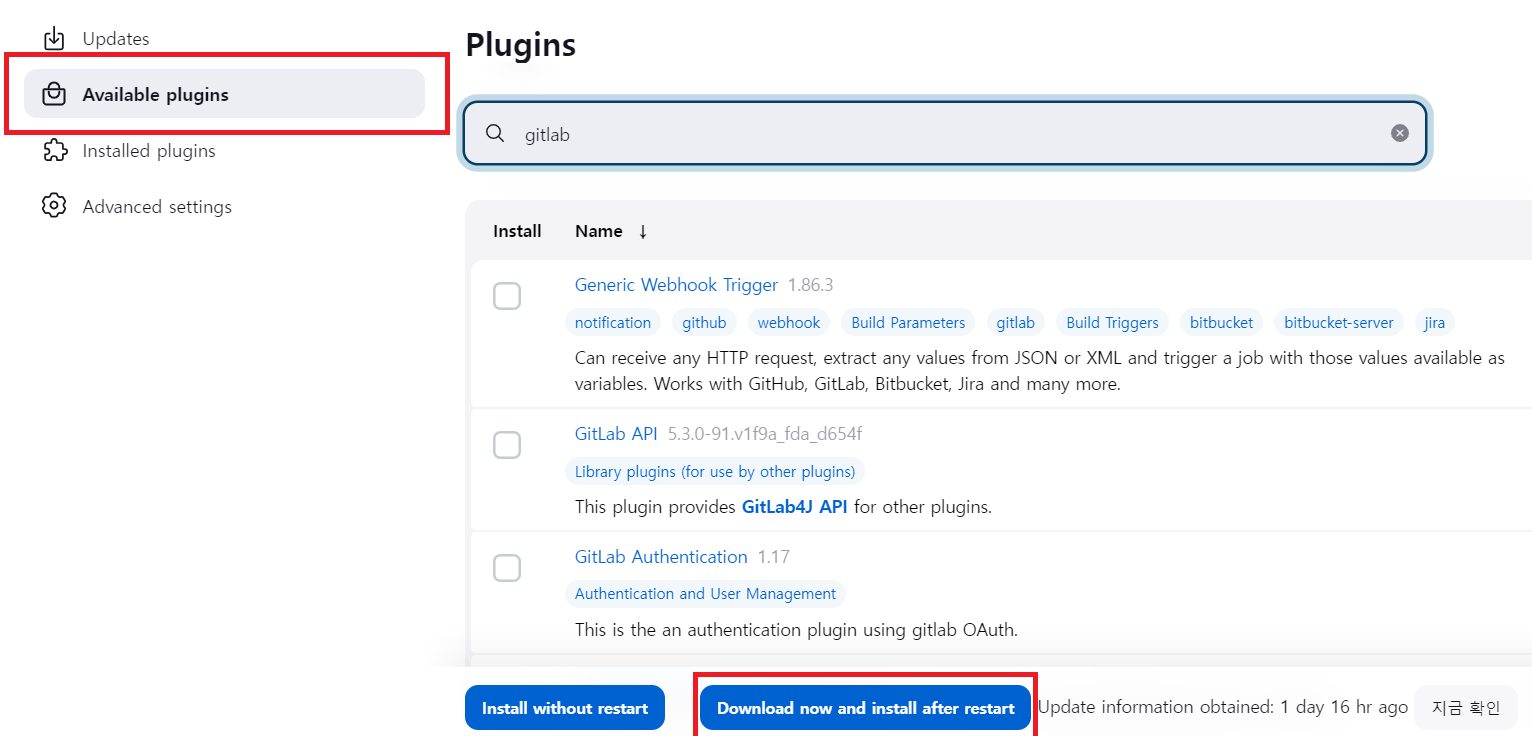 Updates
Available plugins
Installed plugins
Advanced settings
Plugins
gitlab
Install Name ↓
Generic Webhook Trigger 1.86.3
notification github webhook Build Parameters gitlab Build Triggers bitbucket bitbucket-server jira
Can receive any HTTP request, extract any values from JSON or XML and trigger a job with those values available as
variables. Works with GitHub, GitLab, Bitbucket, Jira and many more.
GitLab API 5.3.0-91.v1f9a_fda_d654f
Library plugins (for use by other plugins)
This plugin provides GitLab4J API for other plugins.
GitLab Authentication 1.17
Authentication and User Management
This is the an authentication plugin using gitlab OAuth.
Install without restart Download now and install after restart Update information obtained: 1 day 16 hr ago 지금 확인